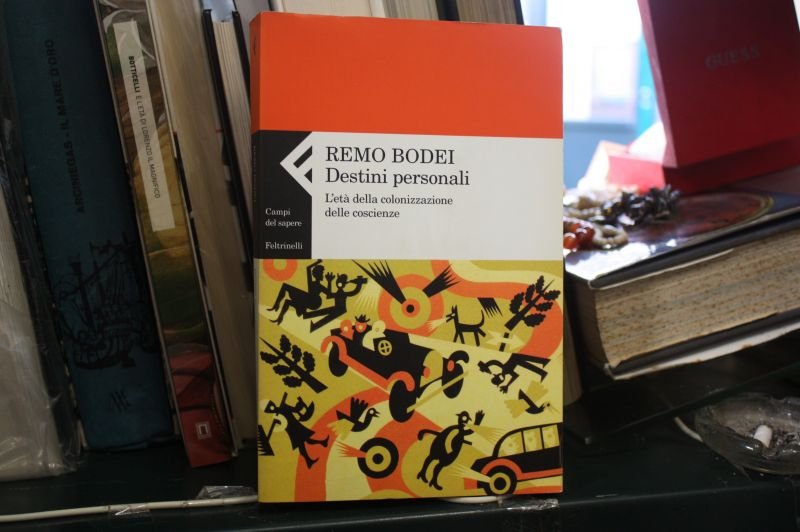 ARCINIEGAS - IL MARE D'ORO
BOTTICELLI E L'ETÀ DI LORENZO IL MAGNIFICO
REMO BODEI
Destini personali
L'età della colonizzazione
delle coscienze
Campi
del sapere
Feltrinelli
GUESS